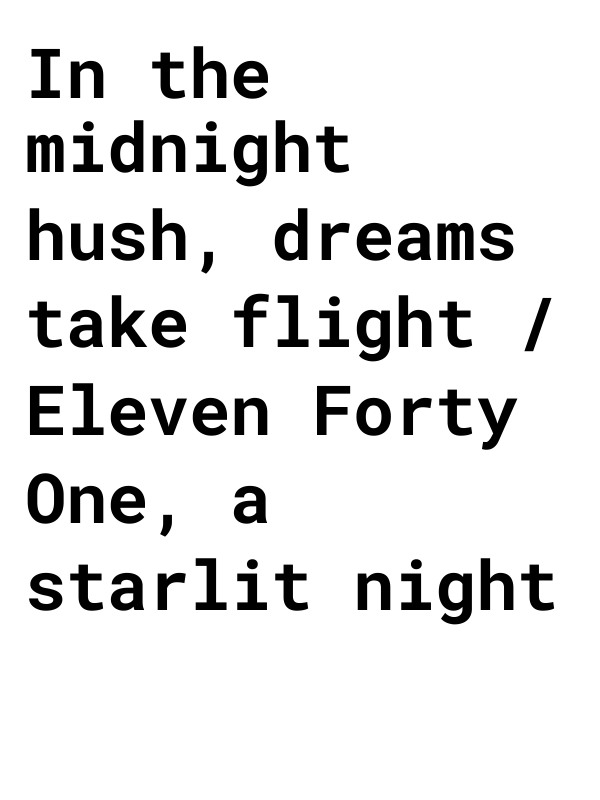 In the
midnight
hush, dreams
take flight /
Eleven Forty
One, a
starlit night